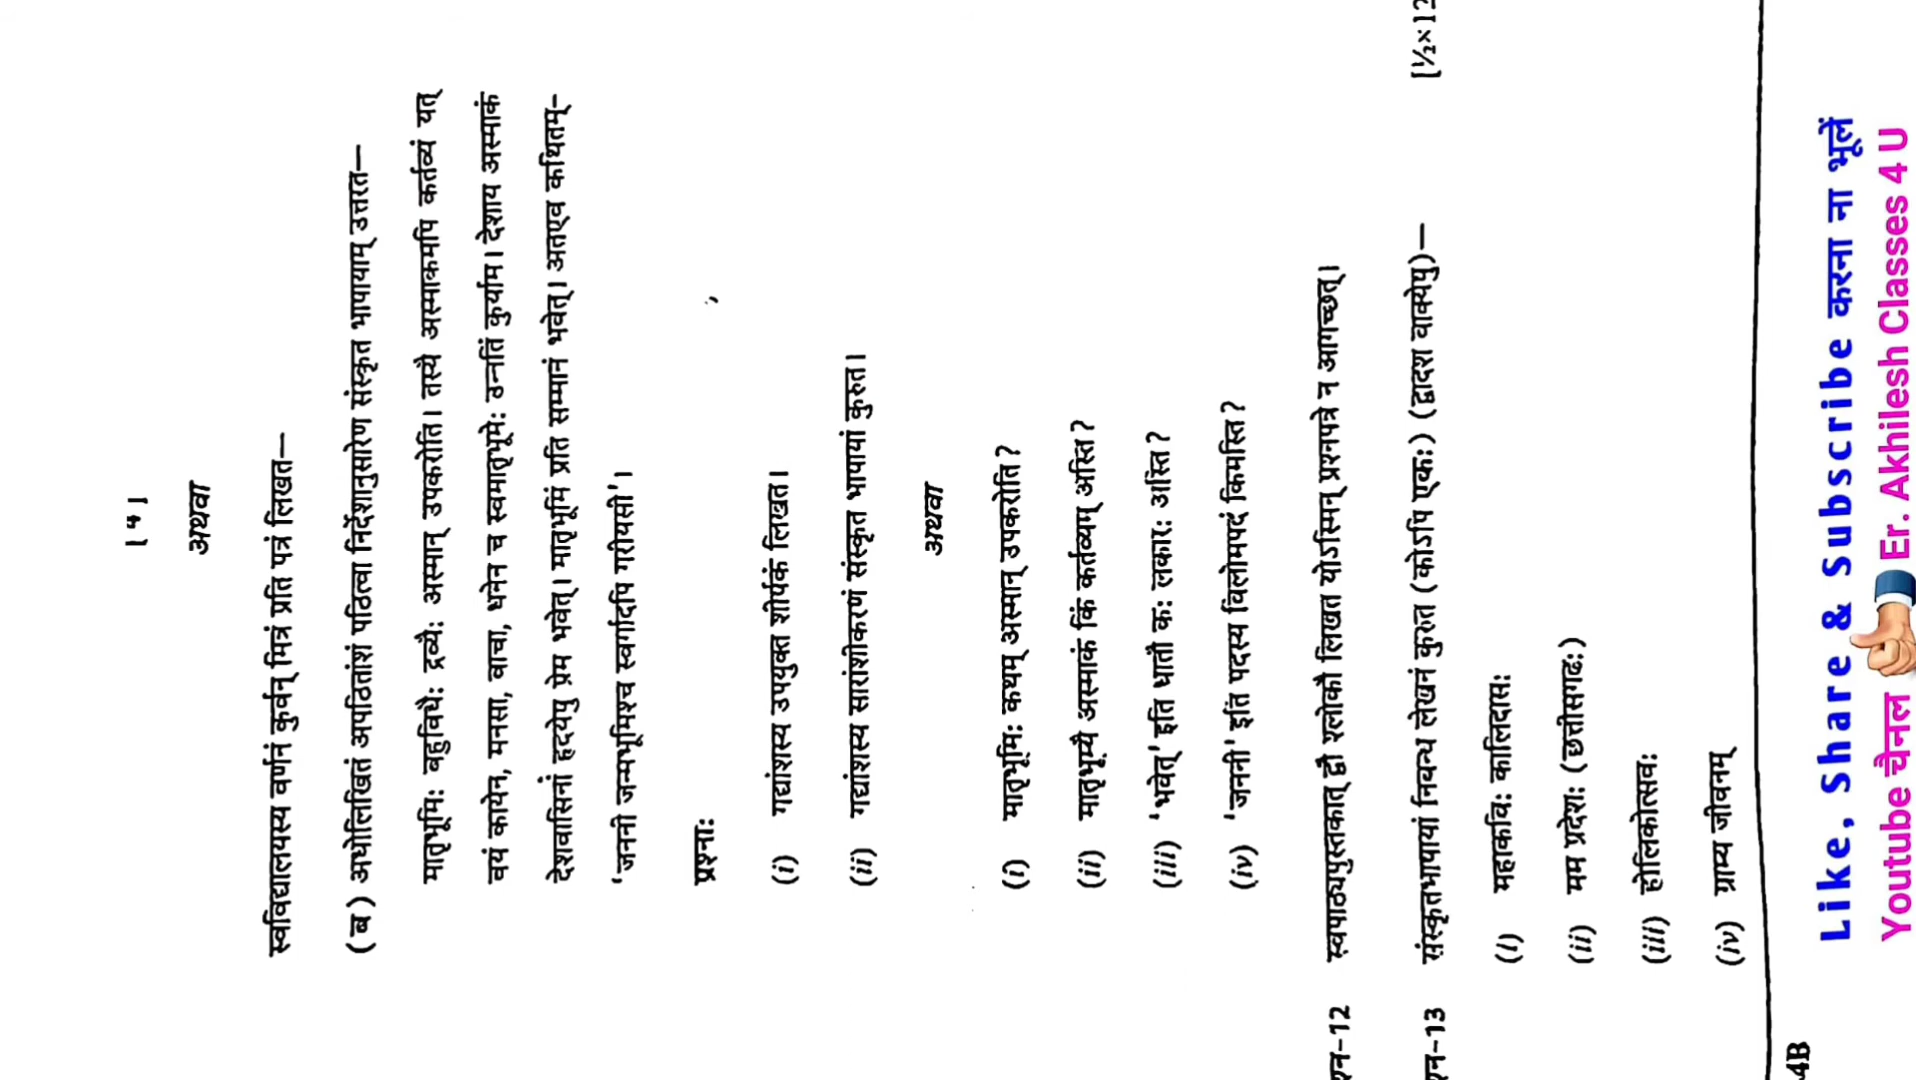 [ 4 ]
अथवा
स्वविद्यालयस्य वर्णनं कुर्वन् मित्रं प्रति पत्रं लिखत—
( ब ) अधोलिखितं अपठितांशं पठित्वा निर्देशानुसारेण संस्कृत भाषायाम् उत्तरत—
मातृभूमिः बहुविधैः द्रव्यैः अस्मान् उपकरोति। तस्यै अस्माकमपि कर्तव्यं यत्
वयं कायेन, मनसा, वाचा, धनेन च स्वमातृभूमेः उन्नतिं कुर्याम। देशाय अस्माकं
देशवासिनां हृदयेषु प्रेम भवेत्। मातृभूमिं प्रति सम्मानं भवेत्। अतएव कथितम्-
'जननी जन्मभूमिश्च स्वर्गादपि गरीयसी'।
प्रश्नाः
(i) गद्यांशस्य उपयुक्त शीर्षकं लिखत।
(ii) गद्यांशस्य सारांशीकरणं संस्कृत भाषायां कुरुत।
अथवा
(i) मातृभूमिः कथम् अस्मान् उपकरोति ?
(ii) मातृभूम्यै अस्माकं किं कर्तव्यम् अस्ति ?
(iii) 'भवेत्' इति धातौ कः लकारः अस्ति ?
(iv) 'जननी' इति पदस्य विलोमपदं किमस्ति ?
श्न-12 स्वपाठ्यपुस्तकात् द्वौ श्लोकौ लिखत योऽस्मिन् प्रश्नपत्रे न आगच्छत्।
श्न-13 संस्कृतभाषायां निबन्ध लेखनं कुरुत ( कोऽपि एकः ) ( द्वादश वाक्येषु ) — [½×12
(i) महाकविः कालिदासः
(ii) मम प्रदेशः ( छत्तीसगढः )
(iii) होलिकोत्सवः
(iv) ग्राम्य जीवनम्
4B
Like, Share & Subscribe करना ना भूलें
Youtube चैनल Er. Akhilesh Classes 4 U